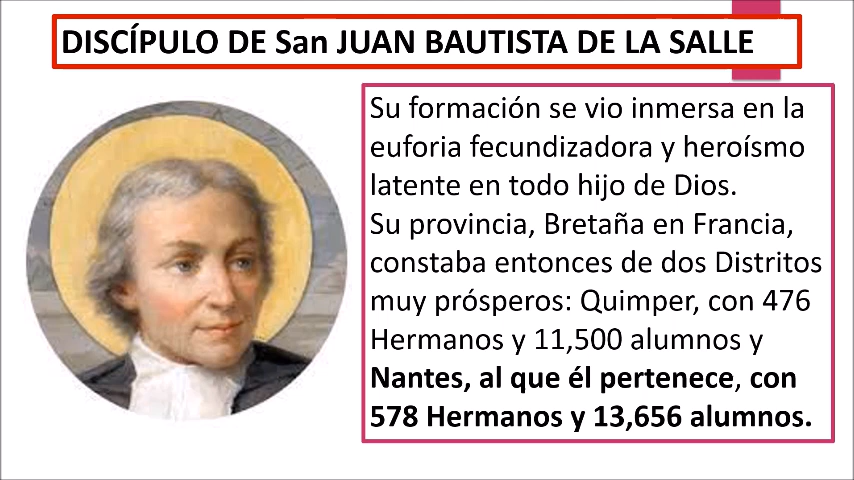 DISCÍPULO DE San JUAN BAUTISTA DE LA SALLE
Su formación se vio inmersa en la
euforia fecundizadora y heroísmo
latente en todo hijo de Dios.
Su provincia, Bretaña en Francia,
constaba entonces de dos Distritos
muy prósperos: Quimper, con 476
Hermanos y 11,500 alumnos y
Nantes, al que él pertenece, con
578 Hermanos y 13,656 alumnos.